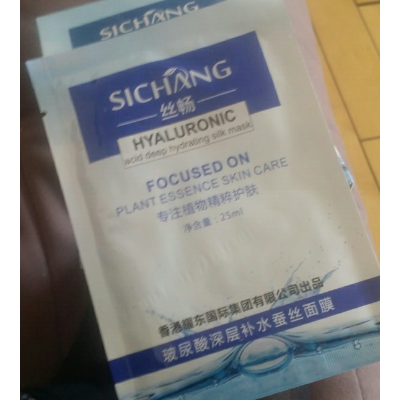 SICHANG
丝畅
HYALURONIC
acid deep hydrating silk mask
FOCUSED ON
PLANT ESSENCE SKIN CARE
专注植物精粹护肤
净含量:25ml
香港耀东国际集团有限公司出品
玻尿酸深层补水蚕丝面膜